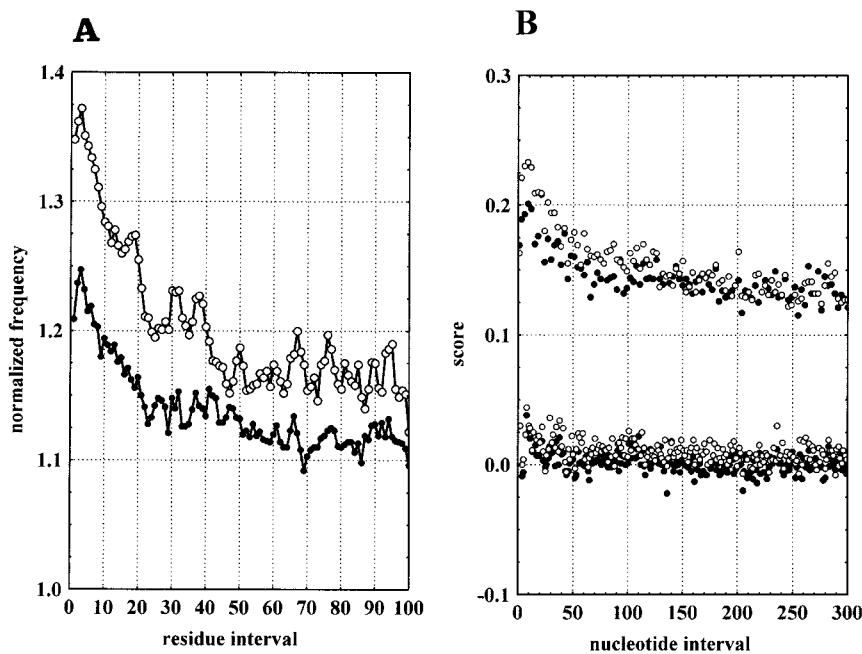 A
1.4
1.3
1.2
1.1
1.0
normalized frequency
0 10 20 30 40 50 60 70 80 90 100
residue interval
B
0.3
0.2
0.1
0.0
-0.1
score
0 50 100 150 200 250 300
nucleotide interval